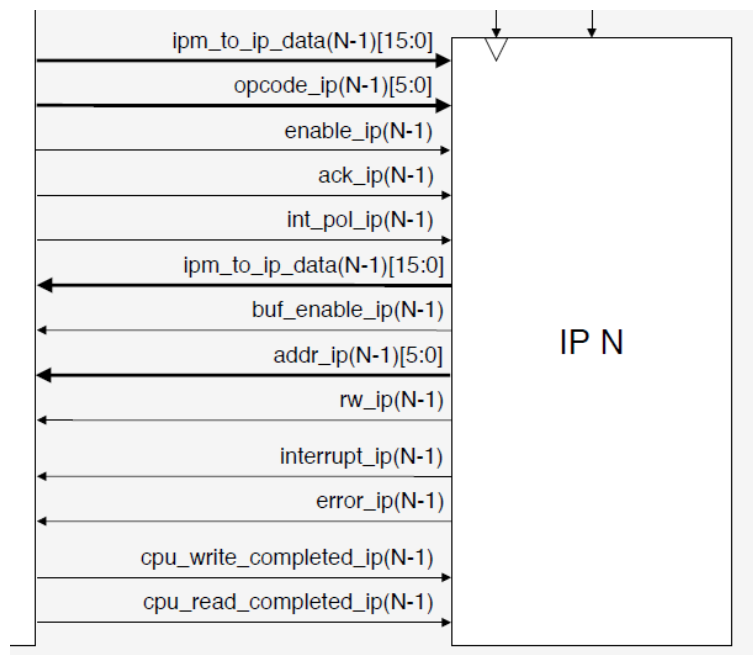 ipm_to_ip_data(N-1)[15:0]
opcode_ip(N-1)[5:0]
enable_ip(N-1)
ack_ip(N-1)
int_pol_ip(N-1)
ipm_to_ip_data(N-1)[15:0]
buf_enable_ip(N-1)
IP N
addr_ip(N-1)[5:0]
rw_ip(N-1)
interrupt_ip(N-1)
error_ip(N-1)
cpu_write_completed_ip(N-1)
cpu_read_completed_ip(N-1)